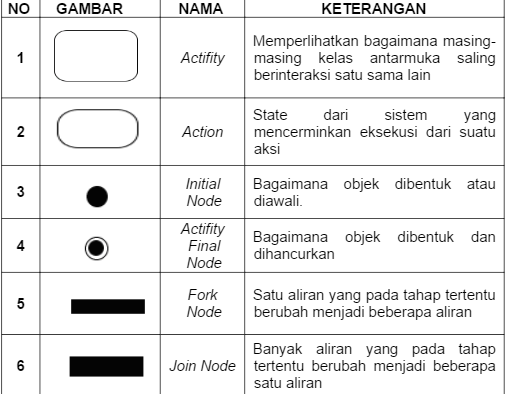 NO GAMBAR NAMA KETERANGAN
1
Actifity
Memperlihatkan bagaimana masing-
masing kelas antarmuka saling
berinteraksi satu sama lain
2
Action
State dari sistem yang
mencerminkan eksekusi dari suatu
aksi
3
Initial
Node
Bagaimana objek dibentuk atau
diawali.
4
Actifity
Final
Node
Bagaimana objek dibentuk dan
dihancurkan
5
Fork
Node
Satu aliran yang pada tahap tertentu
berubah menjadi beberapa aliran
6
Join Node
Banyak aliran yang pada tahap
tertentu berubah menjadi beberapa
satu aliran